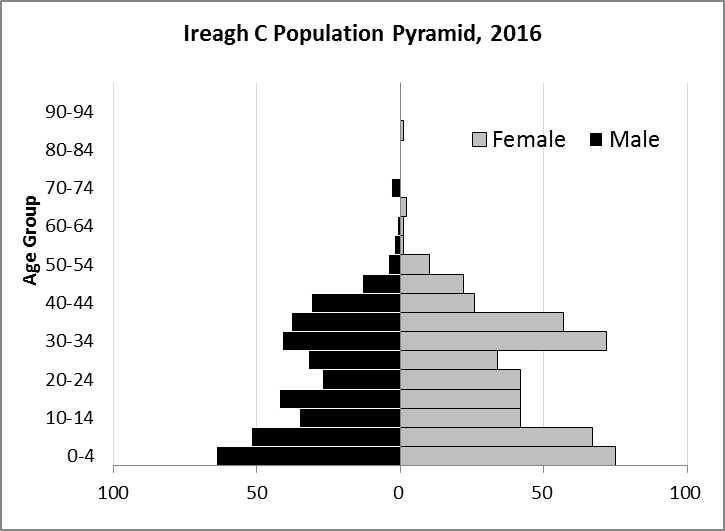 Ireagh C Population Pyramid, 2016
90-94
80-84
70-74
60-64
50-54
40-44
30-34
20-24
10-14
0-4
Age Group
Female Male
100 50 0 50 100